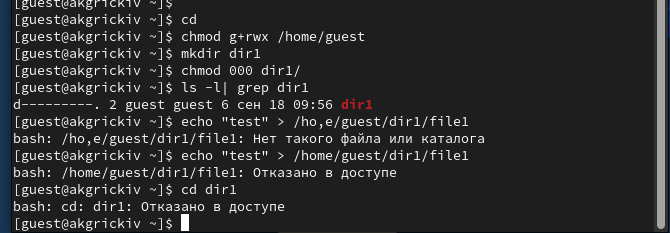 [guest@akgrickiv ~]$
[guest@akgrickiv ~]$ cd
[guest@akgrickiv ~]$ chmod g+rwx /home/guest
[guest@akgrickiv ~]$ mkdir dir1
[guest@akgrickiv ~]$ chmod 000 dir1/
[guest@akgrickiv ~]$ ls -l| grep dir1
d---------. 2 guest guest 6 сен 18 09:56 dir1
[guest@akgrickiv ~]$ echo "test" > /ho,e/guest/dir1/file1
bash: /ho,e/guest/dir1/file1: Нет такого файла или каталога
[guest@akgrickiv ~]$ echo "test" > /home/guest/dir1/file1
bash: /home/guest/dir1/file1: Отказано в доступе
[guest@akgrickiv ~]$ cd dir1
bash: cd: dir1: Отказано в доступе
[guest@akgrickiv ~]$